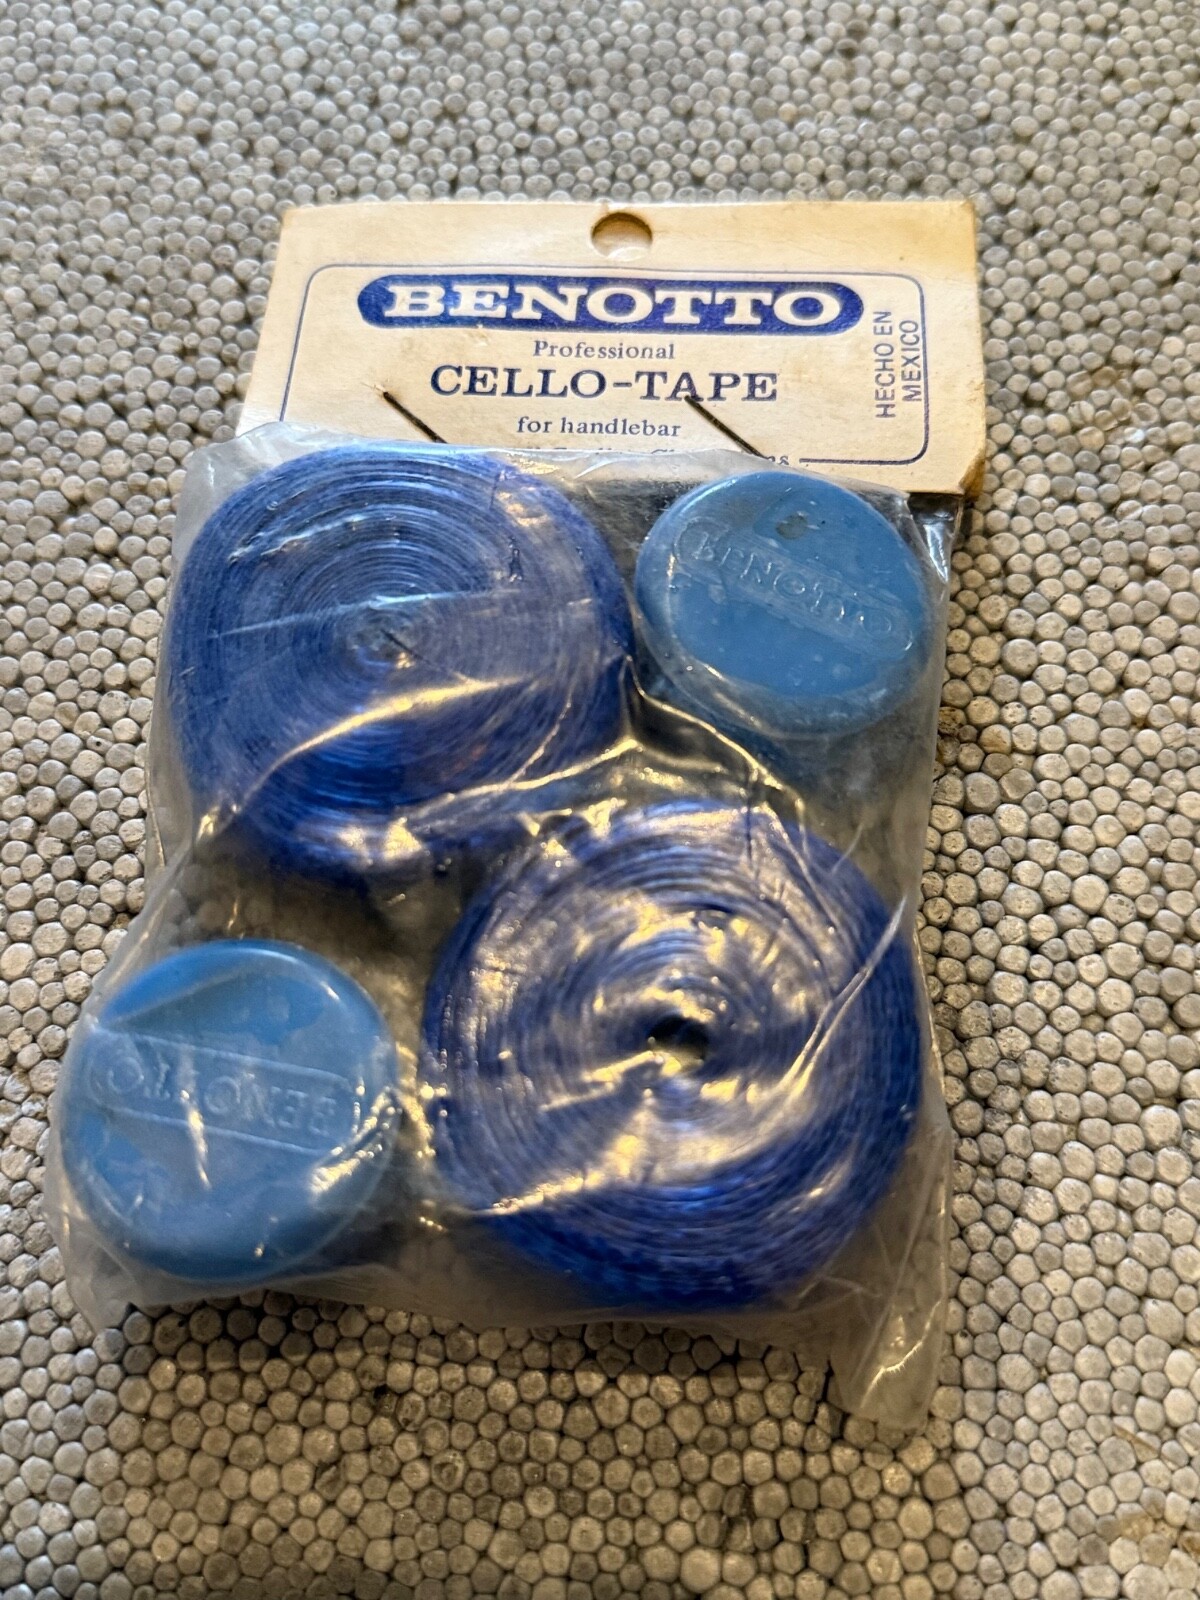 BENOTTO
Professional
CELLO-TAPE
for handlebar
HECHO EN
MEXICO
BENOTTO
BENOTTO